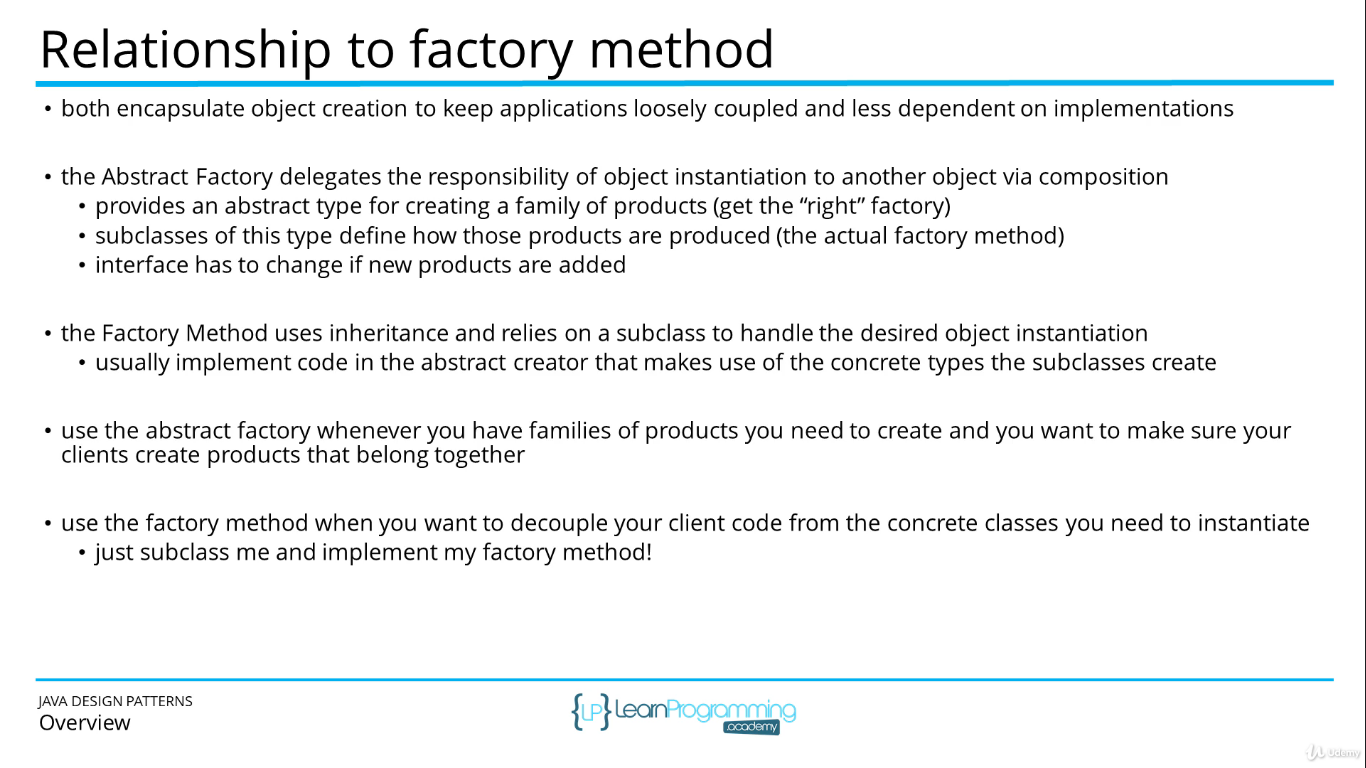 Relationship to factory method
• both encapsulate object creation to keep applications loosely coupled and less dependent on implementations
• the Abstract Factory delegates the responsibility of object instantiation to another object via composition
• provides an abstract type for creating a family of products (get the “right” factory)
• subclasses of this type define how those products are produced (the actual factory method)
• interface has to change if new products are added
• the Factory Method uses inheritance and relies on a subclass to handle the desired object instantiation
• usually implement code in the abstract creator that makes use of the concrete types the subclasses create
• use the abstract factory whenever you have families of products you need to create and you want to make sure your
clients create products that belong together
• use the factory method when you want to decouple your client code from the concrete classes you need to instantiate
• just subclass me and implement my factory method!
JAVA DESIGN PATTERNS
Overview
{LP} LearnProgramming
.academy
Udemy